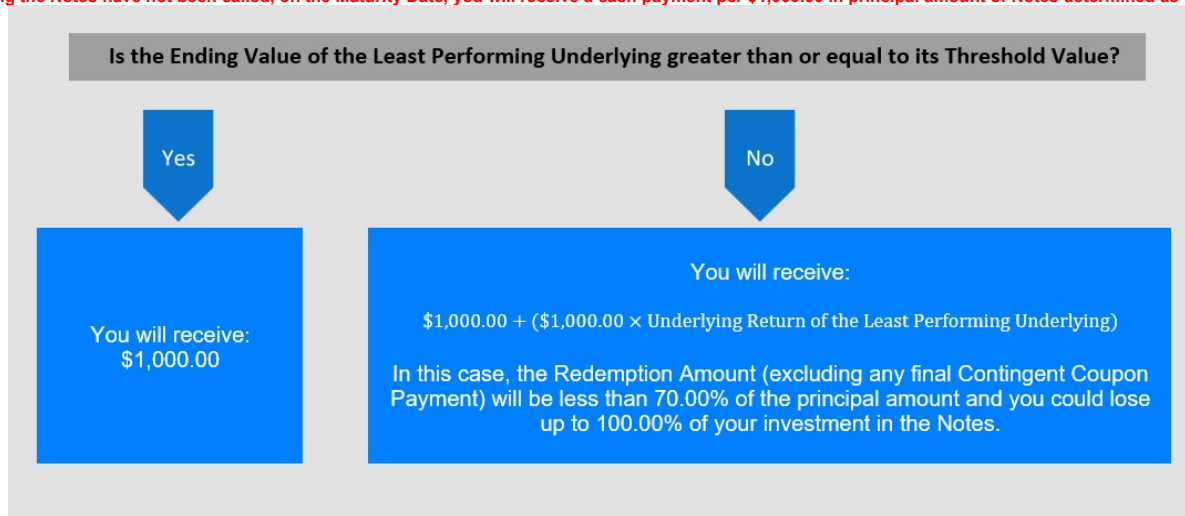 Is the Ending Value of the Least Performing Underlying greater than or equal to its Threshold Value?
Yes
No
You will receive:
$1,000.00
You will receive:
$1,000.00 + ($1,000.00 × Underlying Return of the Least Performing Underlying)
In this case, the Redemption Amount (excluding any final Contingent Coupon
Payment) will be less than 70.00% of the principal amount and you could lose
up to 100.00% of your investment in the Notes.